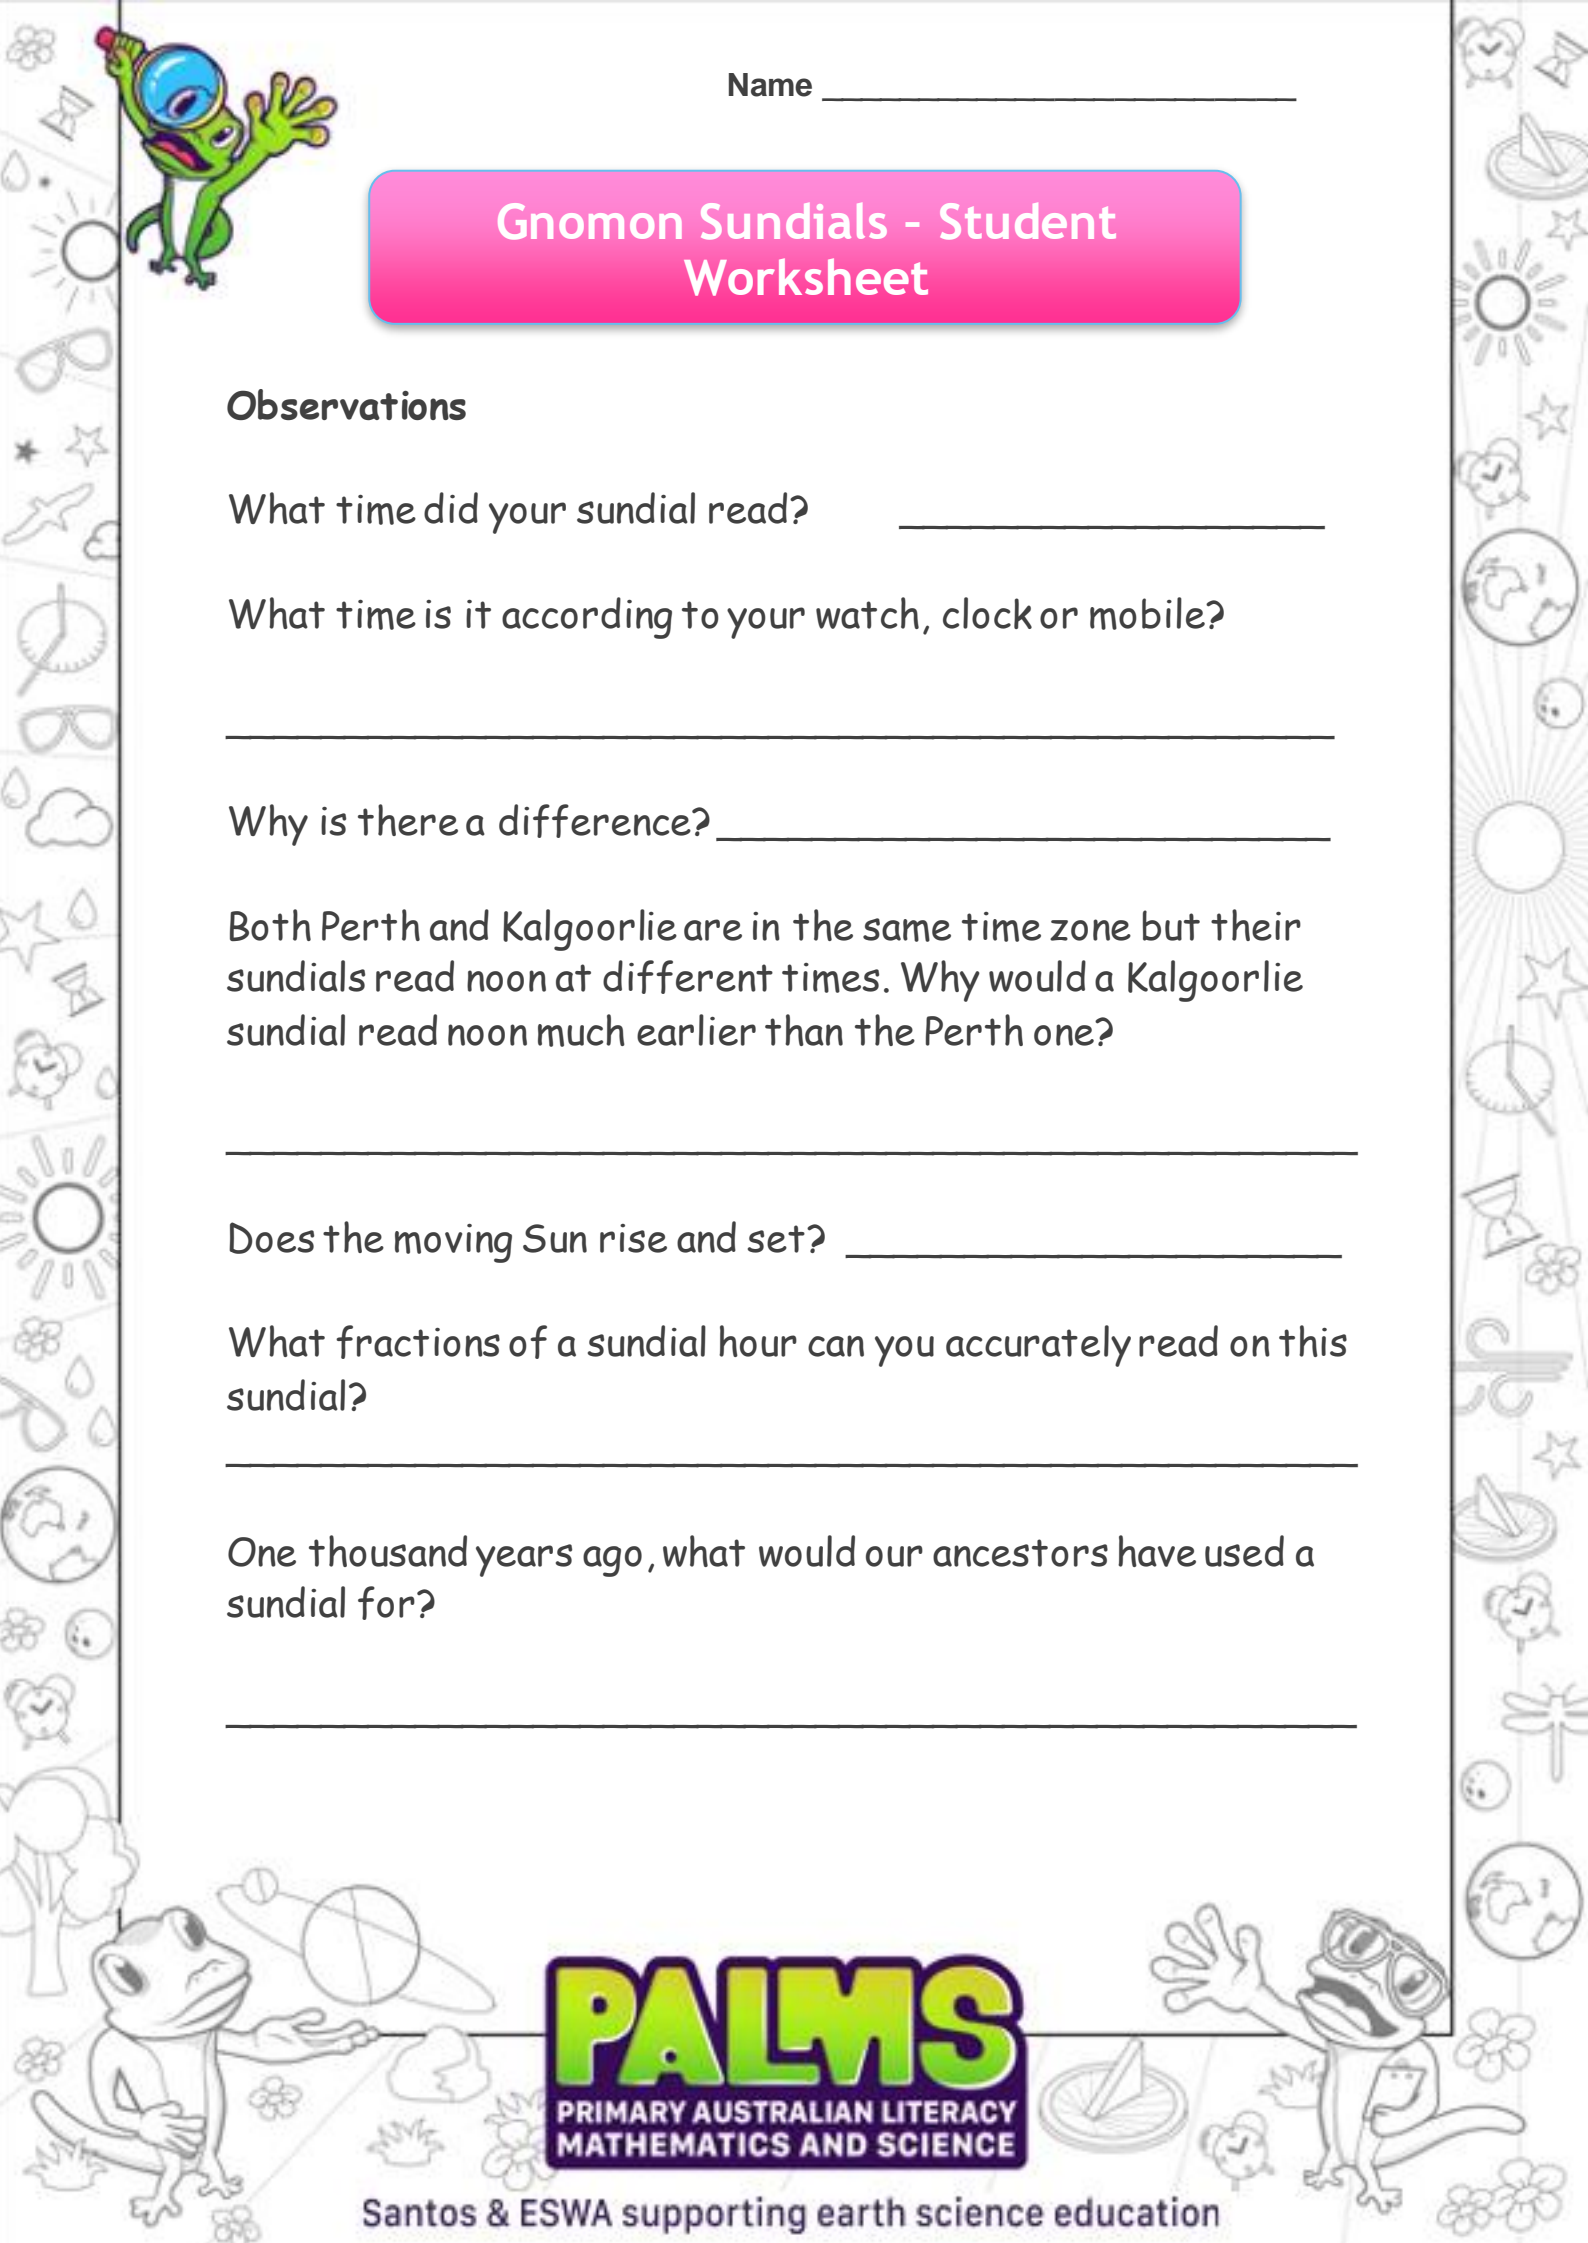 Name ___________________________
Gnomon Sundials – Student
Worksheet
Observations
What time did your sundial read? __________________
What time is it according to your watch, clock or mobile?
_______________________________________________
Why is there a difference?__________________________
Both Perth and Kalgoorlie are in the same time zone but their
sundials read noon at different times. Why would a Kalgoorlie
sundial read noon much earlier than the Perth one?
________________________________________________
Does the moving Sun rise and set? _____________________
What fractions of a sundial hour can you accurately read on this
sundial?
________________________________________________
One thousand years ago, what would our ancestors have used a
sundial for?
________________________________________________
PALMS
PRIMARY AUSTRALIAN LITERACY
MATHEMATICS AND SCIENCE
Santos & ESWA supporting earth science education